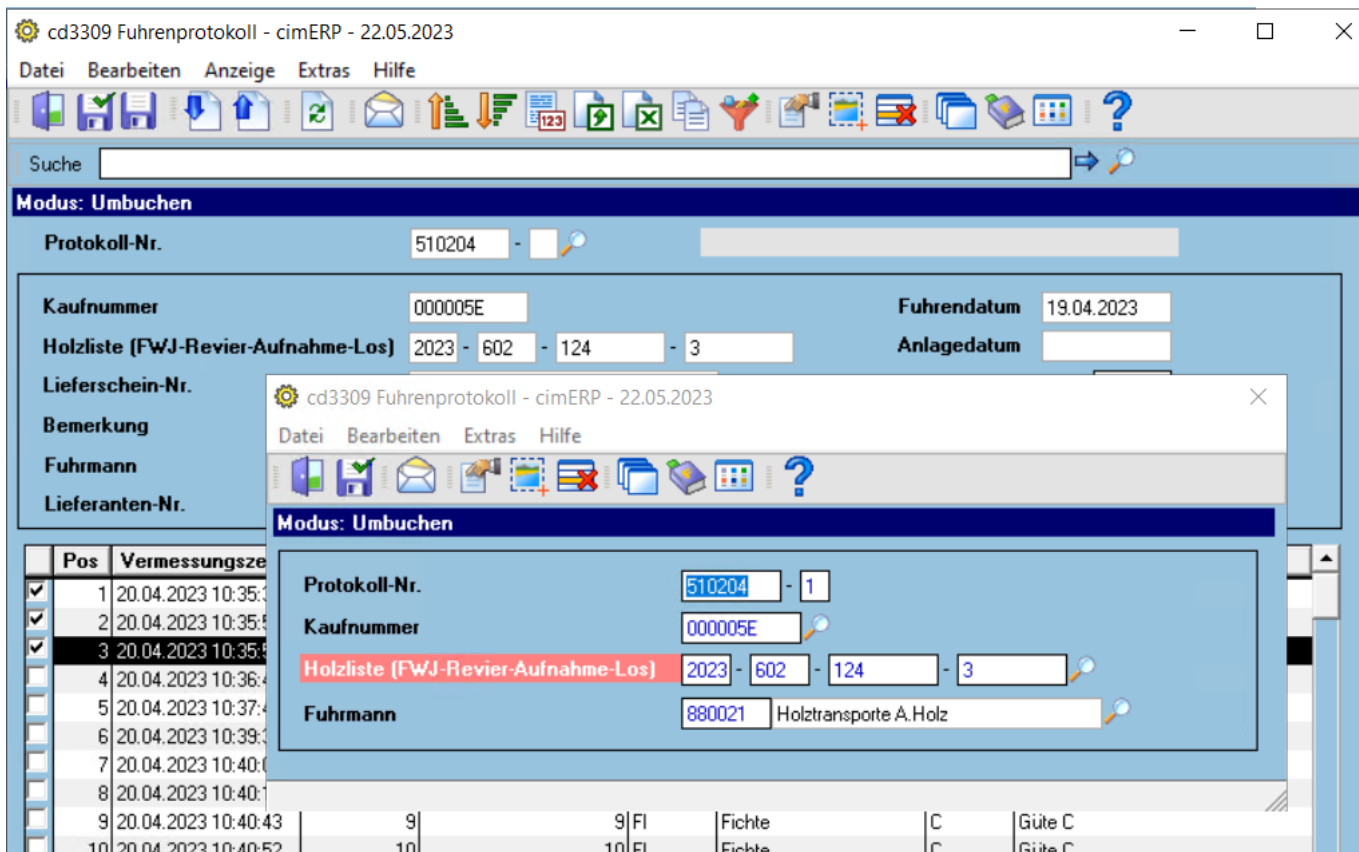 cd3309 Fuhrenprotokoll - cimERP - 22.05.2023
Datei Bearbeiten Anzeige Extras Hilfe
123
Suche
Modus: Umbuchen
Protokoll-Nr. 510204 -
Kaufnummer 000005E Fuhrendatum 19.04.2023
Holzliste (FWJ-Revier-Aufnahme-Los) 2023 - 602 - 124 - 3 Anlagedatum
Lieferschein-Nr.
Bemerkung
Fuhrmann
Lieferanten-Nr.
cd3309 Fuhrenprotokoll - cimERP - 22.05.2023
Datei Bearbeiten Extras Hilfe
Modus: Umbuchen
Protokoll-Nr. 510204 - 1
Kaufnummer 000005E
Holzliste (FWJ-Revier-Aufnahme-Los) 2023 - 602 - 124 - 3
Fuhrmann 880021 Holztransporte A.Holz
Pos
1 20.04.2023
2 20.04.2023
3 20.04.2023
4 20.04.2023
5 20.04.2023
6 20.04.2023
7 20.04.2023
8 20.04.2023
9 20.04.2023 10:40:43 9 9 FI Fichte C Güte C
10 20.04.2023 10:40:52 10 10 FI Fichte C Güte C